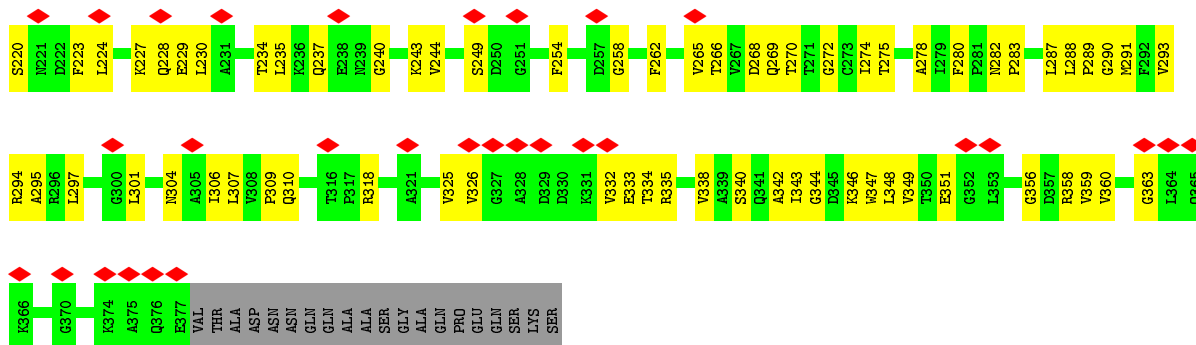 S220 N221 D222 F223 L224 K227 Q228 E229 L230 A231 T234 L235 K236 Q237 E238 N239 G240 K243 V244 S249 D250 G251 F254 D257 G258 F262 V265 T266 V267 D268 Q269 T270 T271 G272 C273 I274 T275 A278 I279 F280 P281 N282 P283 L287 L288 P289 G290 M291 F292 V293
R294 A295 R296 L297 G300 L301 N304 A305 I306 L307 V308 P309 Q310 T316 P317 R318 A321 V325 V326 G327 A328 D329 D330 K331 V332 E333 T334 R335 V338 A339 S340 Q341 A342 I343 G344 D345 K346 W347 L348 V349 T350 E351 G352 L353 G356 D357 R358 V359 V360 G363 L364 Q365
K366 G370 K374 A375 Q376 E377 VAL THR ALA ASP ASN ASN GLN GLN ALA ALA SER GLY ALA GLN PRO GLU GLN SER LYS SER